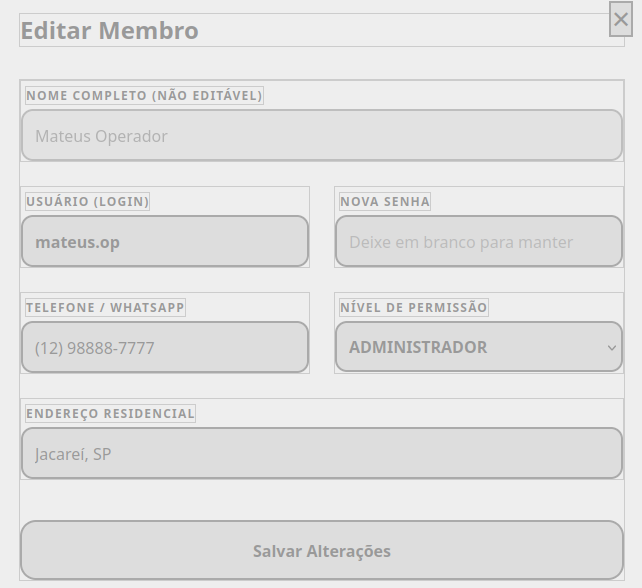 Editar Membro
NOME COMPLETO (NÃO EDITÁVEL)
Mateus Operador
USUÁRIO (LOGIN)
mateus.op
NOVA SENHA
Deixe em branco para manter
TELEFONE / WHATSAPP
(12) 98888-7777
NÍVEL DE PERMISSÃO
ADMINISTRADOR
ENDEREÇO RESIDENCIAL
Jacareí, SP
Salvar Alterações